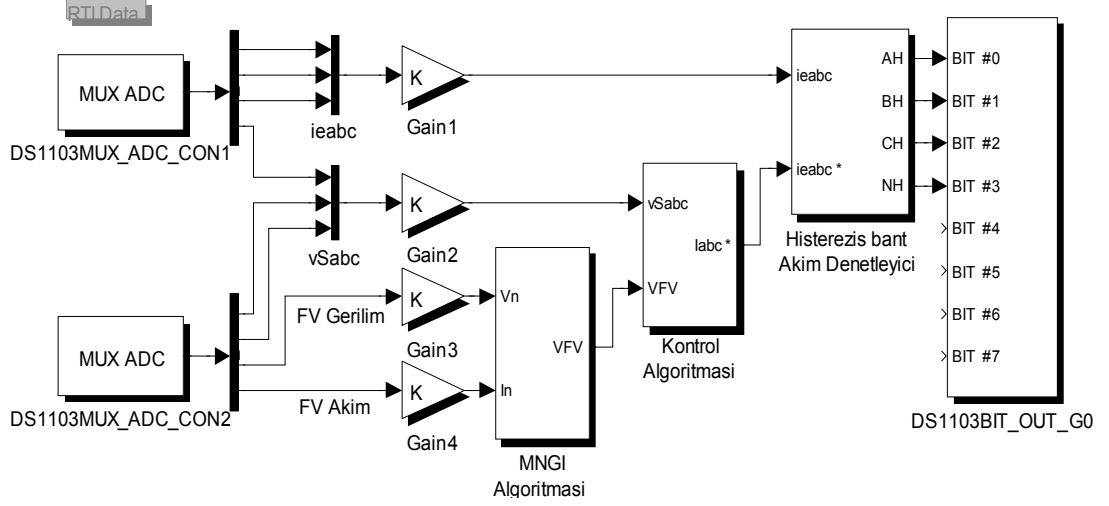 RTI Data
MUX ADC
DS1103MUX_ADC_CON1
ieabc
K
Gain1
vSabc
K
Gain2
MUX ADC
DS1103MUX_ADC_CON2
FV Gerilim
K
Gain3
FV Akim
K
Gain4
Vn
In
VFV
MNGI
Algoritmasi
vSabc
VFV
Iabc *
Kontrol
Algoritmasi
ieabc
ieabc *
AH
BH
CH
NH
Histerezis bant
Akim Denetleyici
BIT #0
BIT #1
BIT #2
BIT #3
BIT #4
BIT #5
BIT #6
BIT #7
DS1103BIT_OUT_G0